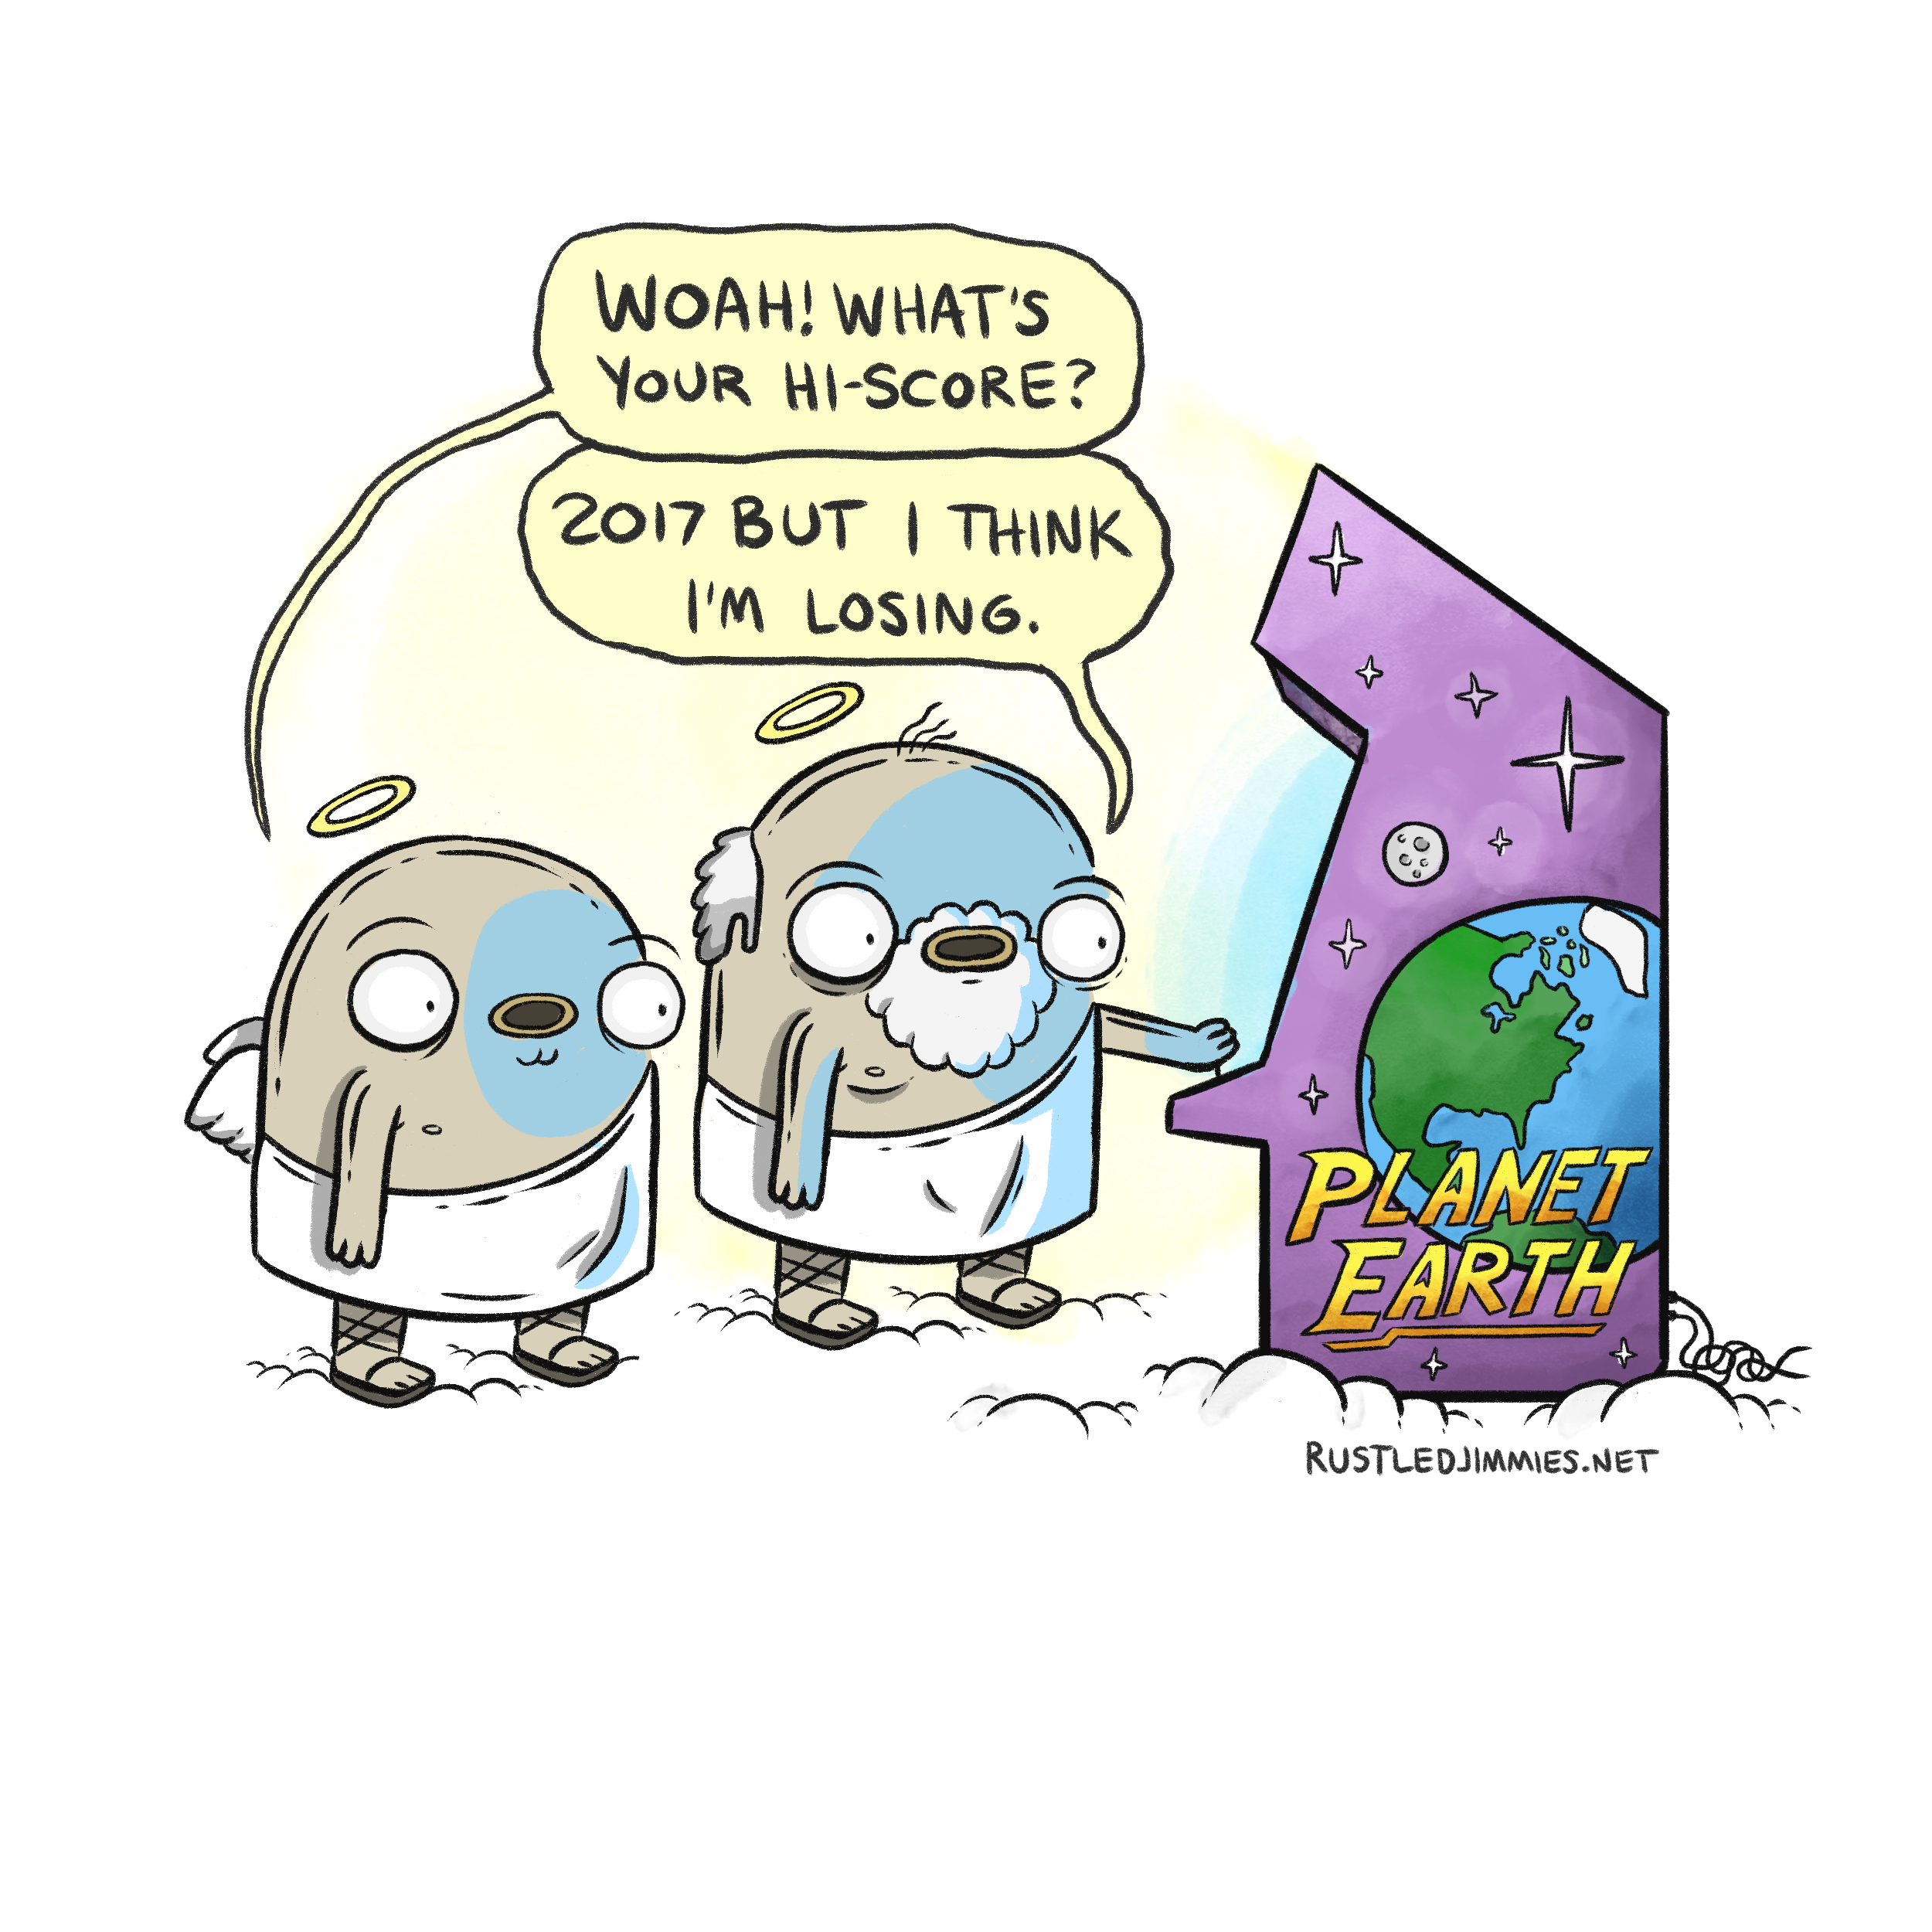 WOAH! WHAT'S
YOUR HI-SCORE?
2017 BUT I THINK
I'M LOSING.
PLANET
EARTH
RUSTLEDJIMMIES.NET